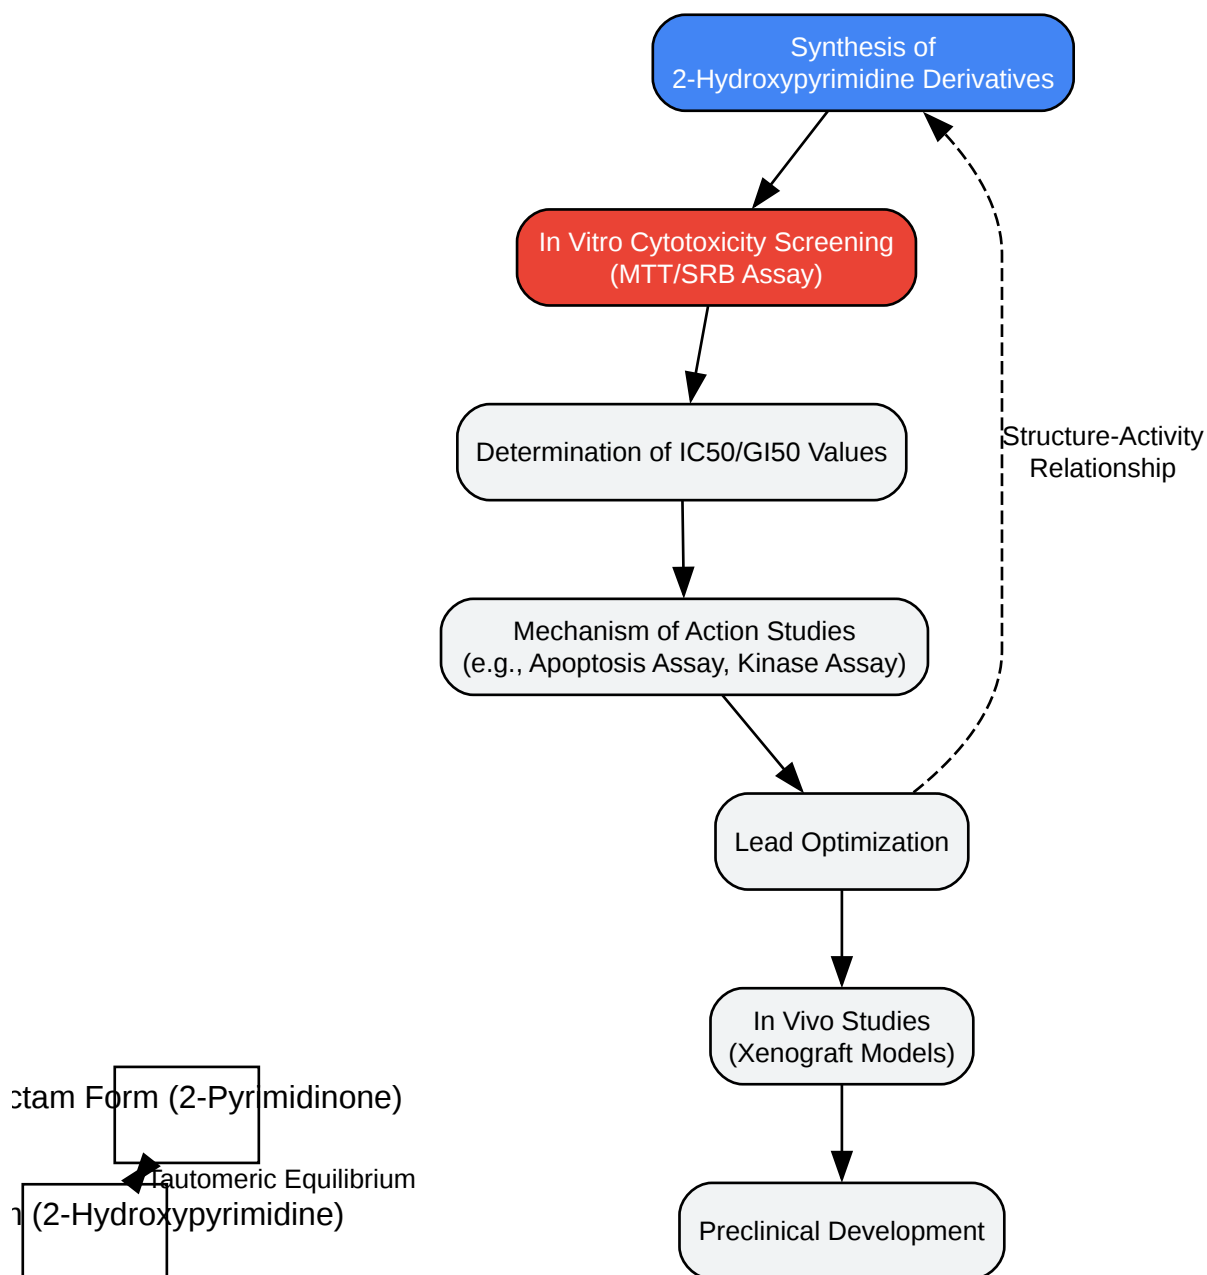 Synthesis of
2-Hydroxypyrimidine Derivatives
In Vitro Cytotoxicity Screening
(MTT/SRB Assay)
Determination of IC50/GI50 Values
Structure-Activity
Relationship
Mechanism of Action Studies
(e.g., Apoptosis Assay, Kinase Assay)
Lead Optimization
In Vivo Studies
(Xenograft Models)
Form (2-Pyrimidinone)
Tautomeric Equilibrium
(2-Hydroxypyrimidine)
Preclinical Development